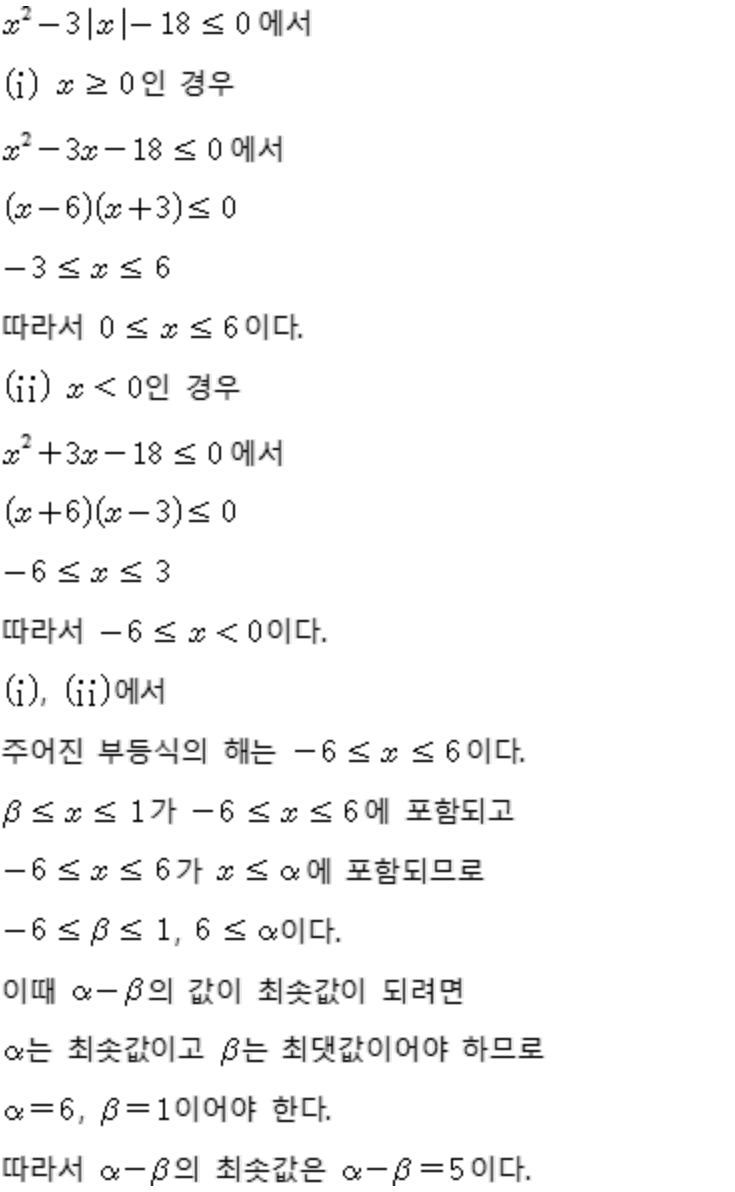 x² − 3|x| − 18 ≤ 0 에서
(i) x ≥ 0인 경우
x² − 3x − 18 ≤ 0 에서
(x − 6)(x + 3) ≤ 0
−3 ≤ x ≤ 6
따라서 0 ≤ x ≤ 6이다.
(ii) x < 0인 경우
x² + 3x − 18 ≤ 0 에서
(x + 6)(x − 3) ≤ 0
−6 ≤ x ≤ 3
따라서 −6 ≤ x < 0이다.
(i), (ii)에서
주어진 부등식의 해는 −6 ≤ x ≤ 6이다.
β ≤ x ≤ 1가 −6 ≤ x ≤ 6에 포함되고
−6 ≤ x ≤ 6가 x ≤ α에 포함되므로
−6 ≤ β ≤ 1, 6 ≤ α이다.
이때 α − β의 값이 최솟값이 되려면
α는 최솟값이고 β는 최댓값이어야 하므로
α = 6, β = 1이어야 한다.
따라서 α − β의 최솟값은 α − β = 5이다.